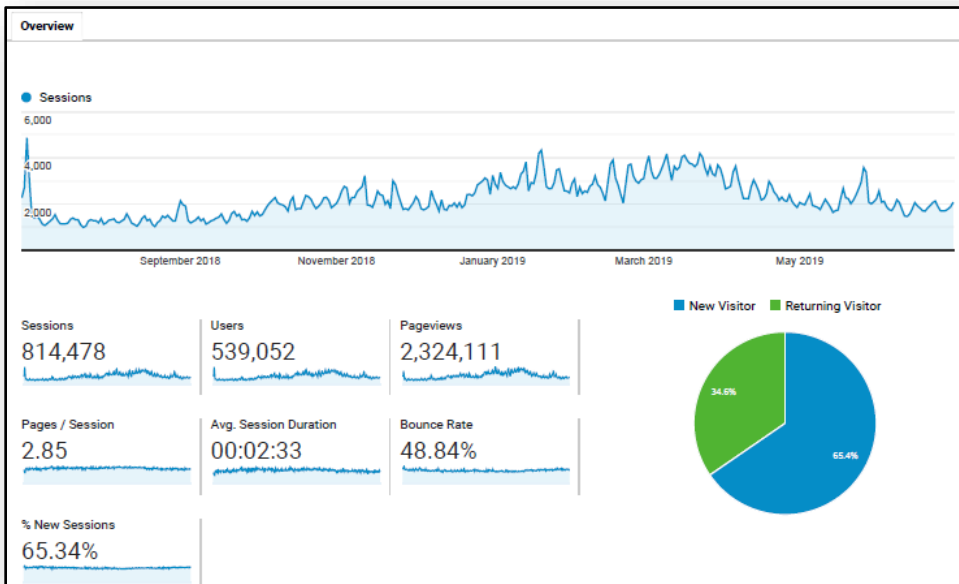 Overview
Sessions
6,000
4,000
2,000
September 2018 November 2018 January 2019 March 2019 May 2019
New Visitor Returning Visitor
Sessions Users Pageviews
814,478 539,052 2,324,111
34.6%
65.4%
Pages / Session Avg. Session Duration Bounce Rate
2.85 00:02:33 48.84%
% New Sessions
65.34%